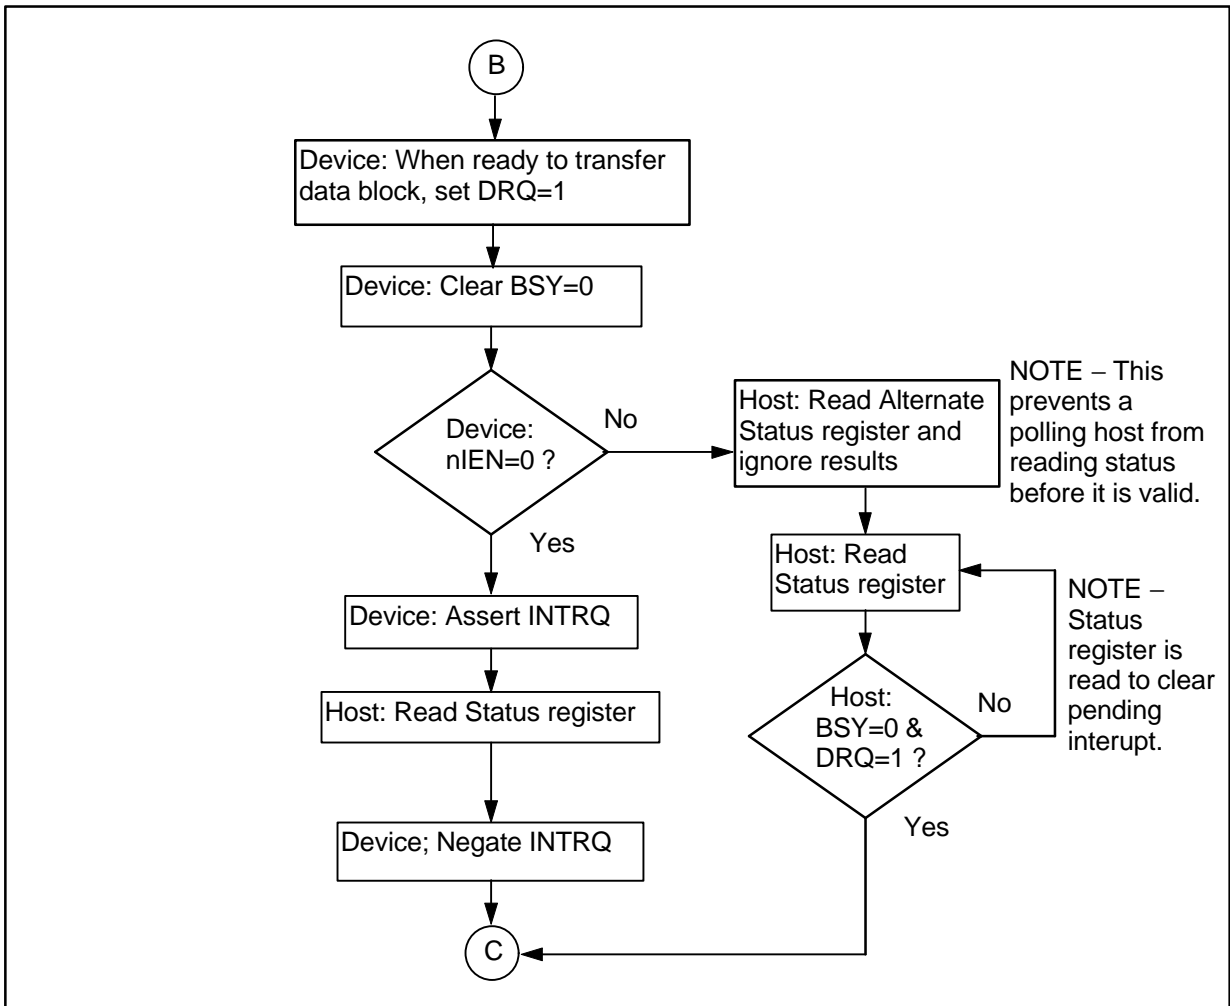 B
Device: When ready to transfer
data block, set DRQ=1
Device: Clear BSY=0
Device:
nIEN=0 ?
No
Yes
Host: Read Alternate
Status register and
ignore results
NOTE – This
prevents a
polling host from
reading status
before it is valid.
Host: Read
Status register
NOTE –
Status
register is
read to clear
pending
interupt.
Device: Assert INTRQ
Host: Read Status register
Host:
BSY=0 &
DRQ=1 ?
No
Yes
Device; Negate INTRQ
C